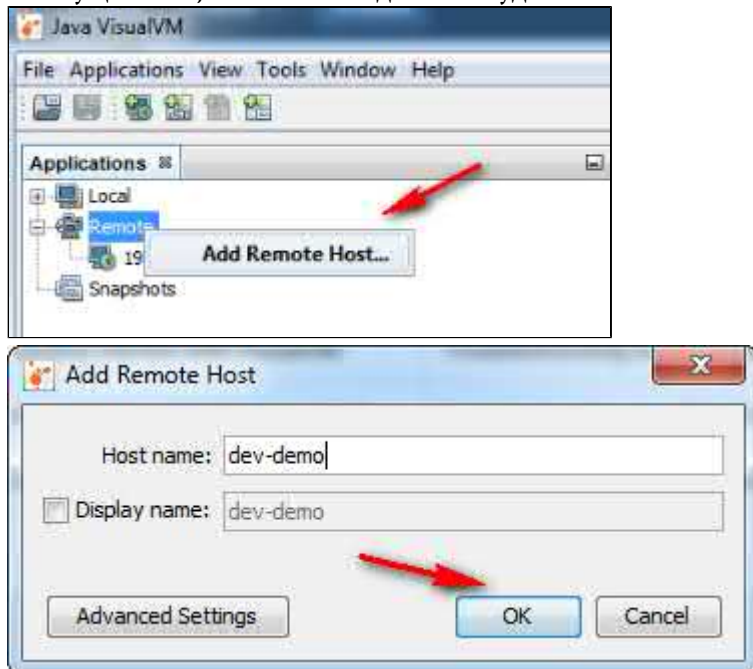 Java VisualVM
File Applications View Tools Window Help
Applications
Local
Remote
19
Add Remote Host...
Snapshots
Add Remote Host
Host name: dev-demo
Display name: dev-demo
Advanced Settings OK Cancel